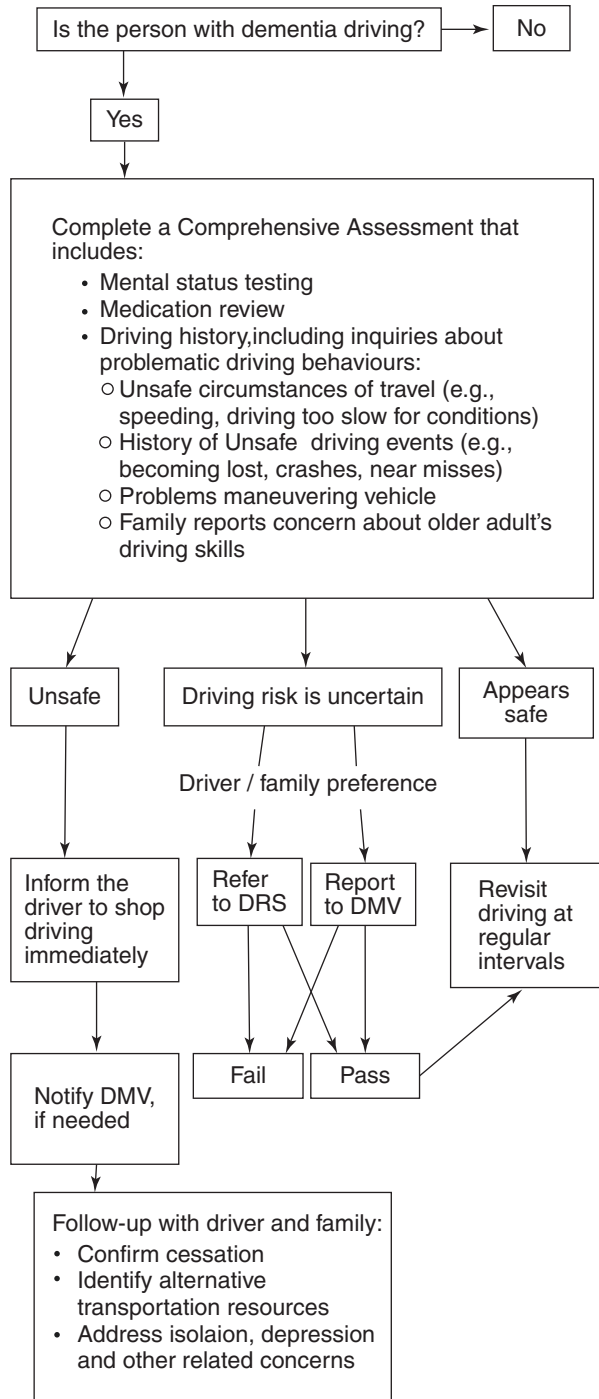 Is the person with dementia driving?
No
Yes
Complete a Comprehensive Assessment that
includes:
• Mental status testing
• Medication review
• Driving history,including inquiries about
problematic driving behaviours:
○ Unsafe circumstances of travel (e.g.,
speeding, driving too slow for conditions)
○ History of Unsafe driving events (e.g.,
becoming lost, crashes, near misses)
○ Problems maneuvering vehicle
○ Family reports concern about older adult's
driving skills
Unsafe
Driving risk is uncertain
Appears
safe
Driver / family preference
Inform the
driver to shop
driving
immediately
Refer
to DRS
Report
to DMV
Revisit
driving at
regular
intervals
Fail
Pass
Notify DMV,
if needed
Follow-up with driver and family:
• Confirm cessation
• Identify alternative
transportation resources
• Address isolaion, depression
and other related concerns